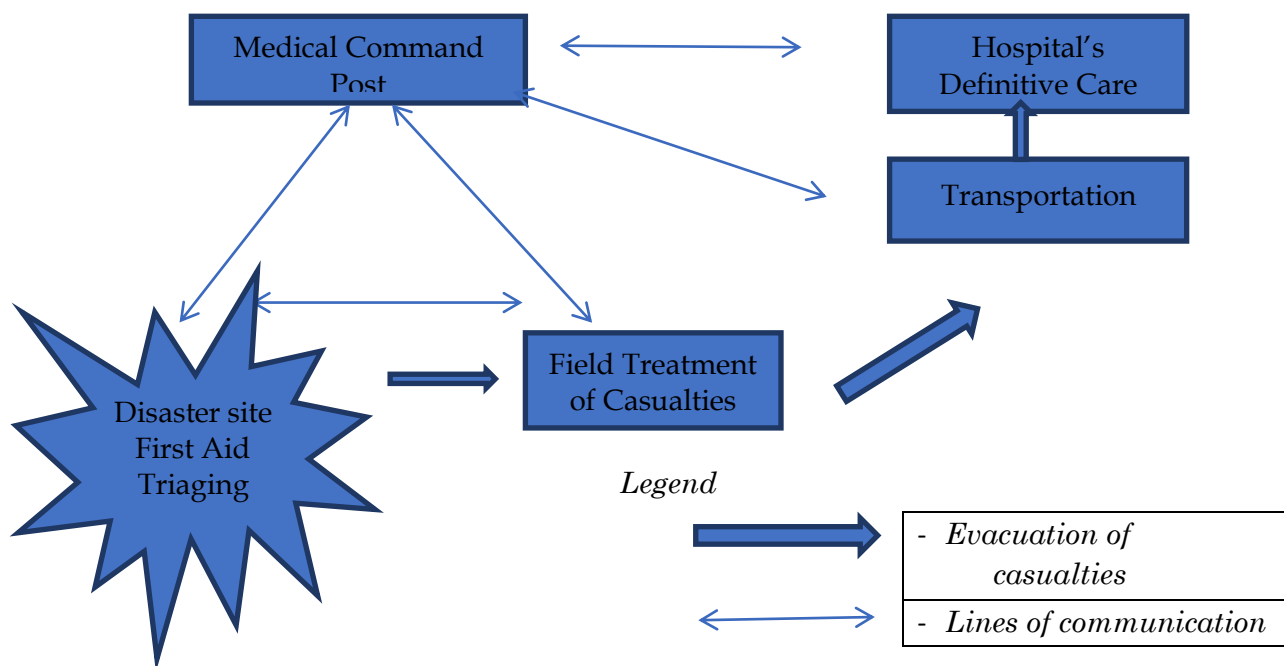 Medical Command
Post
Hospital's
Definitive Care
Transportation
Field Treatment
of Casualties
Disaster site
First Aid
Triaging
Legend
- Evacuation of
casualties
- Lines of communication